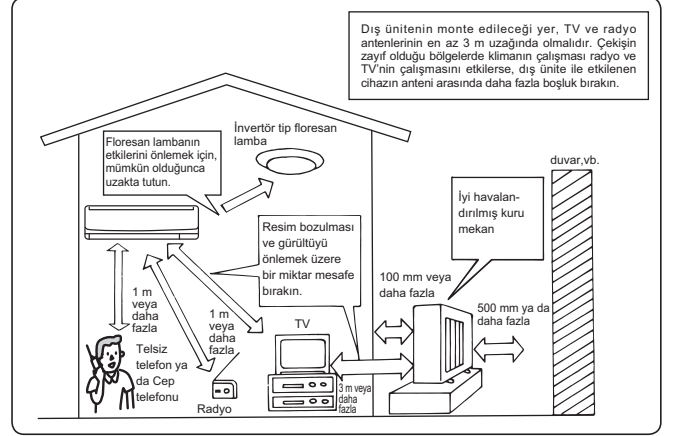 Dış ünitenin monte edileceği yer, TV ve radyo
antenlerinin en az 3 m uzağında olmalıdır. Çekişin
zayıf olduğu bölgelerde klimanın çalışması radyo ve
TV'nin çalışmasını etkilerse, dış ünite ile etkilenen
cihazın anteni arasında daha fazla boşluk bırakın.
İnvertör tip floresan
lamba
Floresan lambanın
etkilerini önlemek için,
mümkün olduğunca
uzakta tutun.
duvar,vb.
İyi havalan-
dırılmış kuru
mekan
Resim bozulması
ve gürültüyü
önlemek üzere
bir miktar mesafe
bırakın.
100 mm veya
daha fazla
500 mm ya da
daha fazla
1 m
veya
daha
fazla
1 m
veya
daha
fazla
TV
Telsiz
telefon ya
da Cep
telefonu
Radyo
3 m veya
daha
fazla